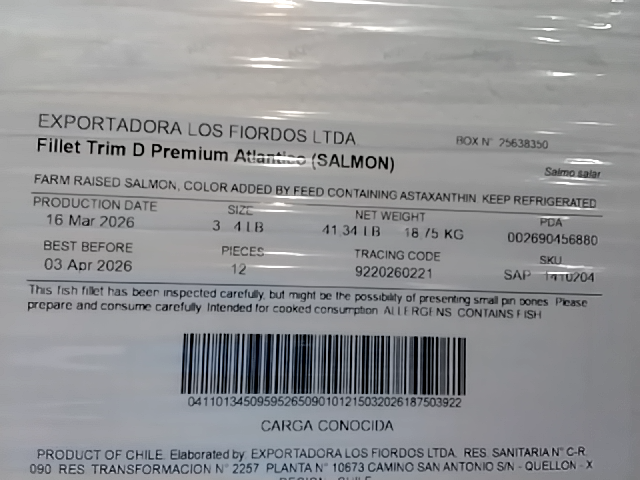 EXPORTADORA LOS FIORDOS LTDA
BOX N° 25638350
Fillet Trim D Premium Atlantico (SALMON)
Salmo salar
FARM RAISED SALMON, COLOR ADDED BY FEED CONTAINING ASTAXANTHIN KEEP REFRIGERATED
PRODUCTION DATE SIZE NET WEIGHT PDA
16 Mar 2026 3 4 LB 41.34 LB 18.75 KG 002690456880
BEST BEFORE PIECES TRACING CODE SKU
03 Apr 2026 12 9220260221 SAP 1410204
This fish fillet has been inspected carefully, but might be the possibility of presenting small pin bones. Please
prepare and consume carefully. Intended for cooked consumption. ALLERGENS: CONTAINS FISH
04110134509595265090101215032026187503922
CARGA CONOCIDA
PRODUCT OF CHILE. Elaborated by: EXPORTADORA LOS FIORDOS LTDA. RES. SANITARIA N° C-R.
090 RES. TRANSFORMACION N° 2257 PLANTA N° 10673 CAMINO SAN ANTONIO S/N - QUELLON - X